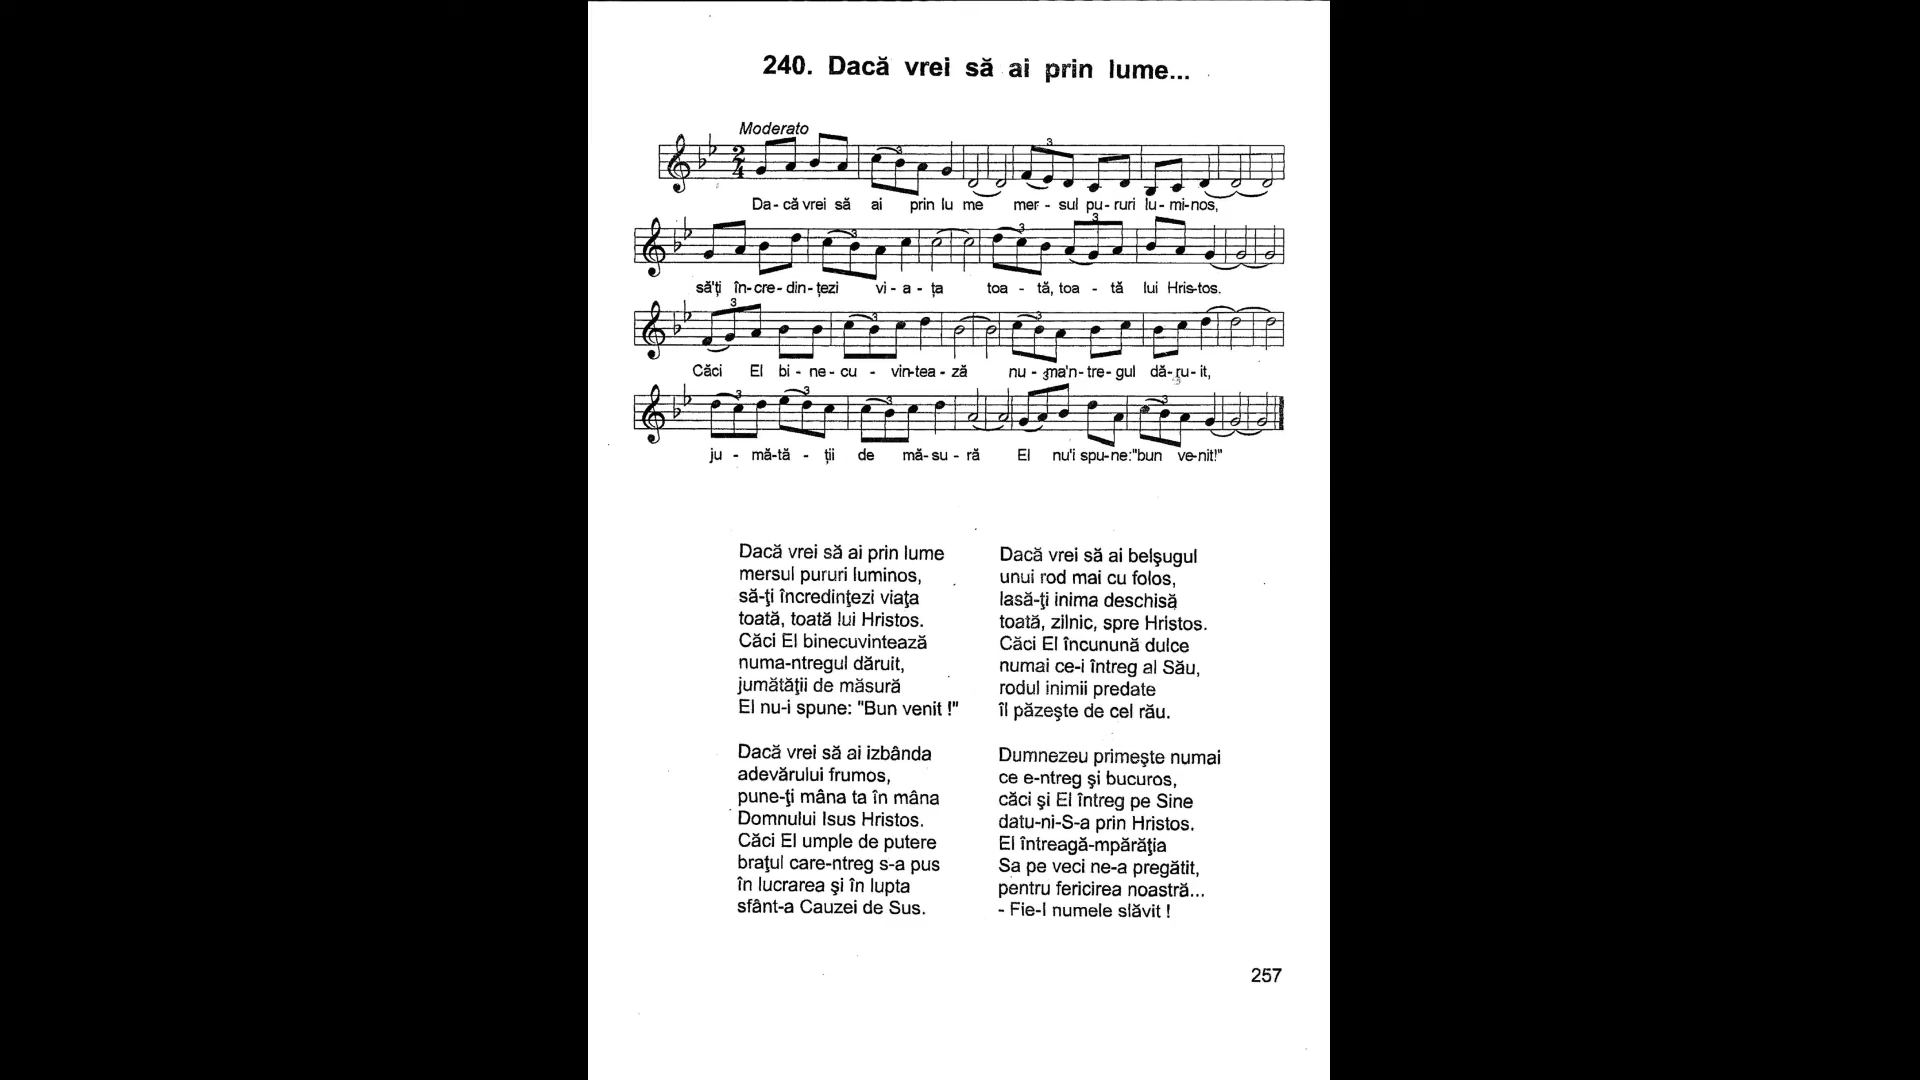 240. Dacă vrei să ai prin lume...
Moderato
Da-că vrei să ai prin lu me mer-sul pu-ruri lu-mi-nos,
să'ți în-cre-din-țezi vi-a-ța toa-tă, toa-tă lui Hris-tos.
Căci El bi-ne-cu-vin-tea-ză nu-ma'n-tre-gul dă-ru-it,
ju-mă-tă-ții de mă-su-ră El nu'i spu-ne:"bun ve-nit!"
Dacă vrei să ai prin lume
mersul pururi luminos,
să-ţi încredinţezi viaţa
toată, toată lui Hristos.
Căci El binecuvintează
numa-ntregul dăruit,
jumătăţii de măsură
El nu-i spune: "Bun venit !"
Dacă vrei să ai izbânda
adevărului frumos,
pune-ţi mâna ta în mâna
Domnului Isus Hristos.
Căci El umple de putere
braţul care-ntreg s-a pus
în lucrarea şi în lupta
sfânt-a Cauzei de Sus.
Dacă vrei să ai belşugul
unui rod mai cu folos,
lasă-ţi inima deschisă
toată, zilnic, spre Hristos.
Căci El încunună dulce
numai ce-i întreg al Său,
rodul inimii predate
îl păzeşte de cel rău.
Dumnezeu primeşte numai
ce e-ntreg şi bucuros,
căci şi El întreg pe Sine
datu-ni-S-a prin Hristos.
El întreagă-mpărăţia
Sa pe veci ne-a pregătit,
pentru fericirea noastră...
- Fie-I numele slăvit !
257